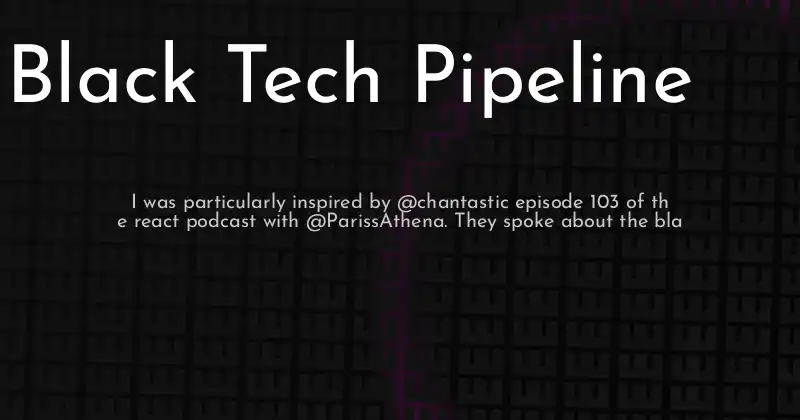 Black Tech Pipeline
I was particularly inspired by @chantastic episode 103 of th
e react podcast with @ParissAthena. They spoke about the bla